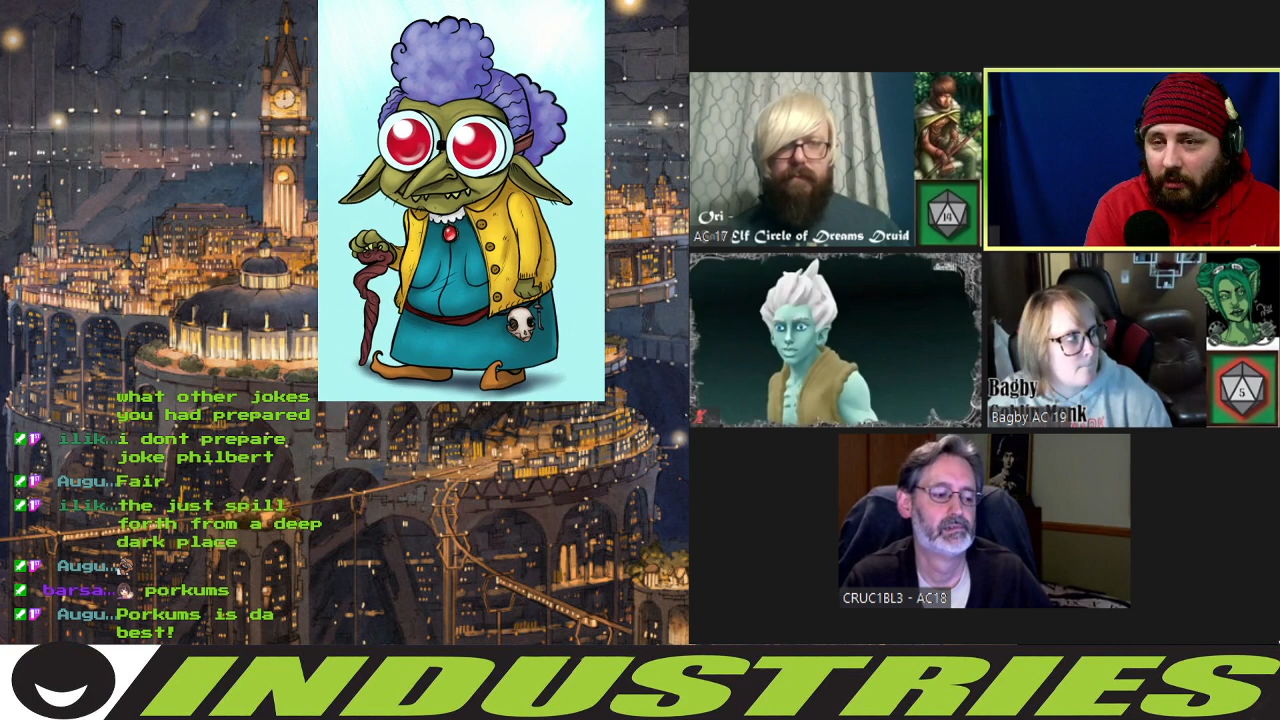 what other jokes
you had prepared
ilik.. i dont prepare
joke philbert
Augu.. Fair
ilik.. the just spill
forth from a deep
dark place
Augu..
barsa.. porkums
Augu.. Porkums is da
best!
Ori -
AC 17 Elf Circle of Dreams Druid
14
Bagby
Bagby AC 19
5
CRUC1BL3 - AC18
INDUSTRIES